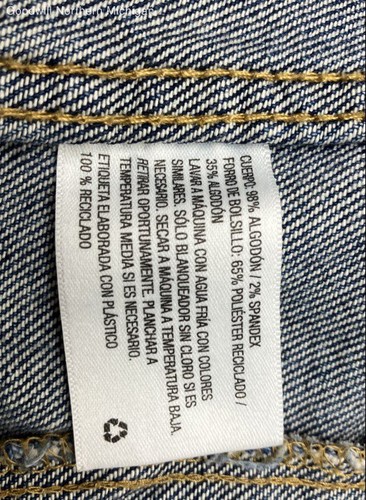 Goodwill Northern Michigan
CUERPO: 98% ALGODÓN / 2% SPANDEX
FORRO DE BOLSILLO: 65% POLIÉSTER RECICLADO /
35% ALGODÓN
LAVAR A MÁQUINA CON AGUA FRÍA CON COLORES
SIMILARES. SÓLO BLANQUEADOR SIN CLORO SI ES
NECESARIO. SECAR A MÁQUINA A TEMPERATURA BAJA.
RETIRAR OPORTUNAMENTE. PLANCHAR A
TEMPERATURA MEDIA SI ES NECESARIO.
ETIQUETA ELABORADA CON PLÁSTICO
100 % RECICLADO